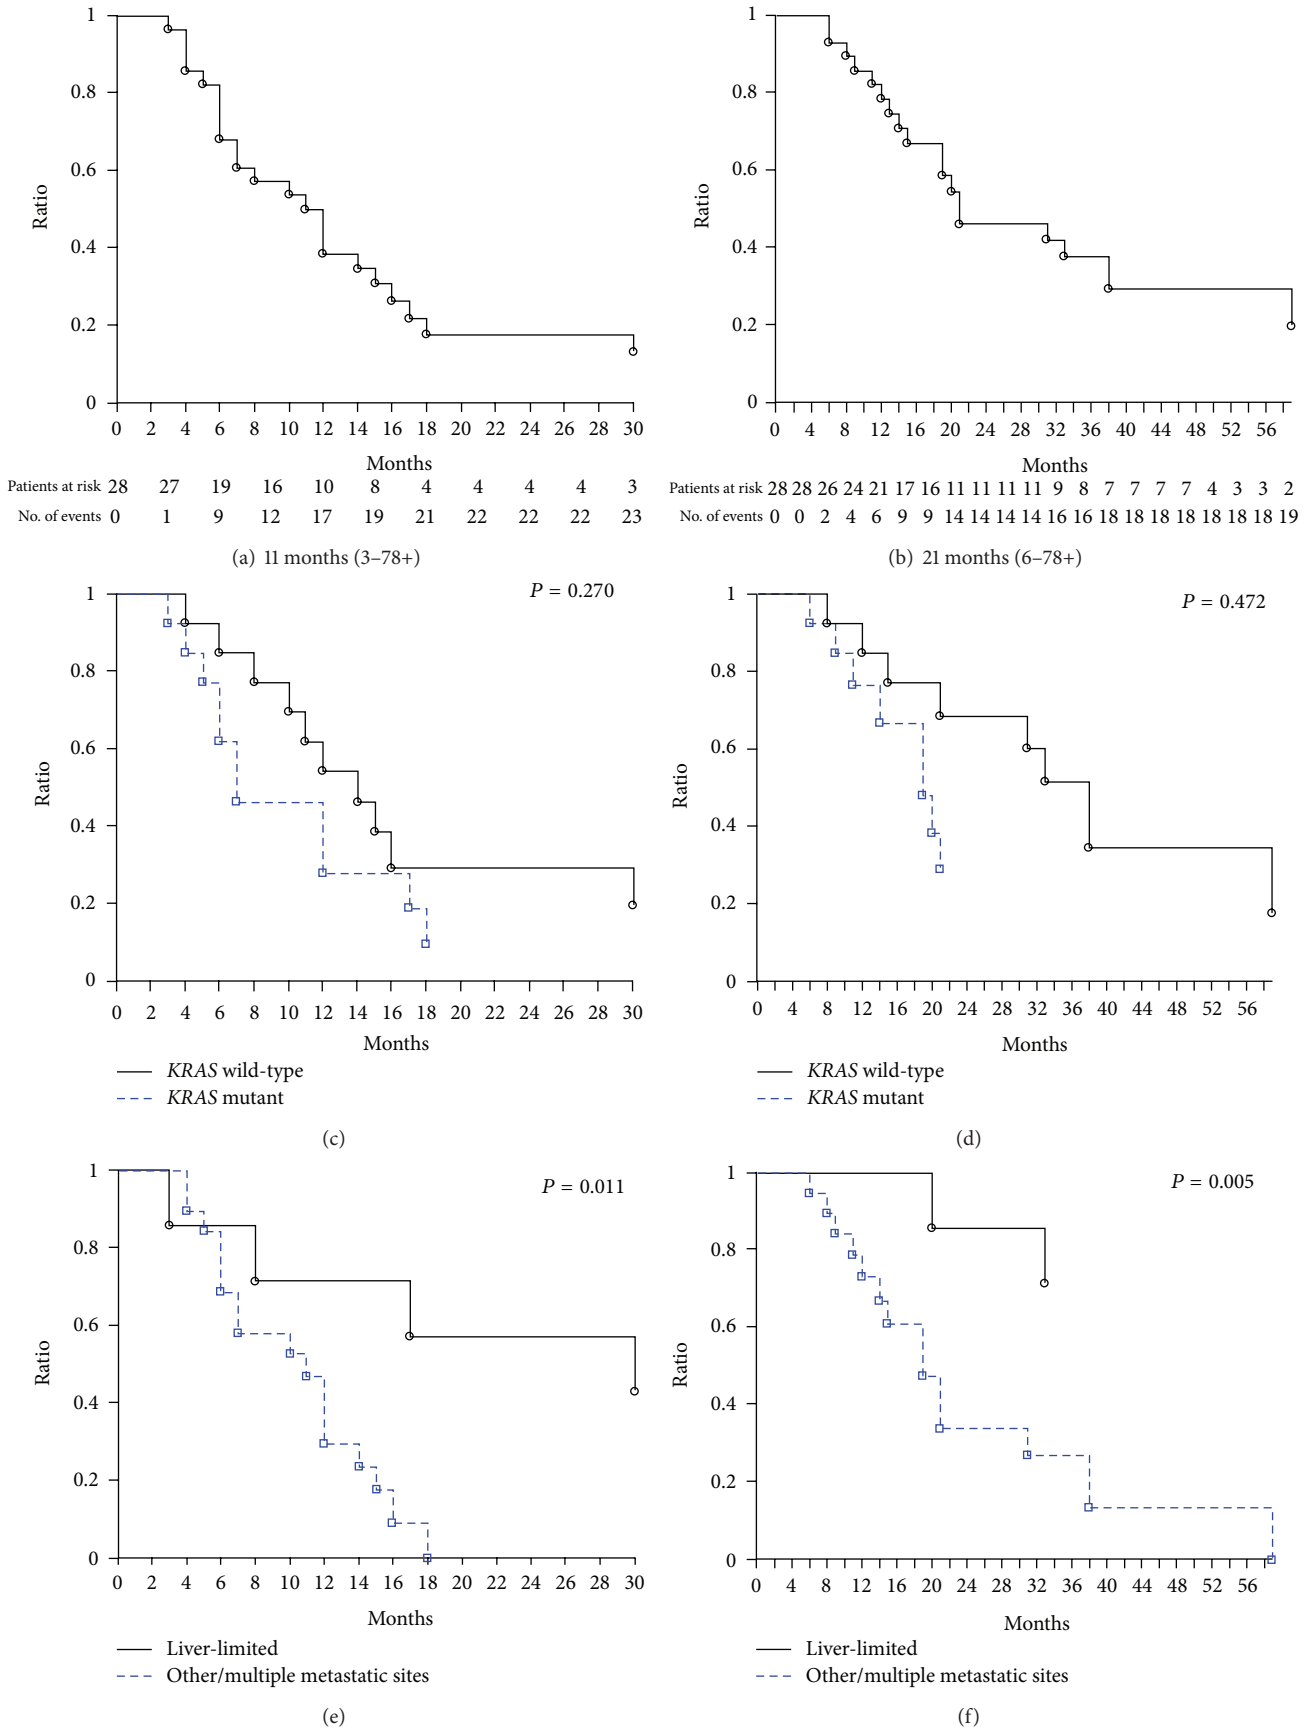 1
0.8
0.6
0.4
0.2
0
Ratio
0 2 4 6 8 10 12 14 16 18 20 22 24 26 28 30
Months
Patients at risk 28 27 19 16 10 8 4 4 4 4 3
No. of events 0 1 9 12 17 19 21 22 22 22 23
(a) 11 months (3–78+)
1
0.8
0.6
0.4
0.2
0
Ratio
0 4 8 12 16 20 24 28 32 36 40 44 48 52 56
Months
Patients at risk 28 28 26 24 21 17 16 11 11 11 11 9 8 7 7 7 7 4 3 3 2
No. of events 0 0 2 4 6 9 9 14 14 14 14 16 16 18 18 18 18 18 18 18 19
(b) 21 months (6–78+)
P = 0.270
1
0.8
0.6
0.4
0.2
0
Ratio
0 2 4 6 8 10 12 14 16 18 20 22 24 26 28 30
Months
KRAS wild-type
KRAS mutant
(c)
P = 0.472
1
0.8
0.6
0.4
0.2
0
Ratio
0 4 8 12 16 20 24 28 32 36 40 44 48 52 56
Months
KRAS wild-type
KRAS mutant
(d)
P = 0.011
1
0.8
0.6
0.4
0.2
0
Ratio
0 2 4 6 8 10 12 14 16 18 20 22 24 26 28 30
Months
Liver-limited
Other/multiple metastatic sites
(e)
P = 0.005
1
0.8
0.6
0.4
0.2
0
Ratio
0 4 8 12 16 20 24 28 32 36 40 44 48 52 56
Months
Liver-limited
Other/multiple metastatic sites
(f)